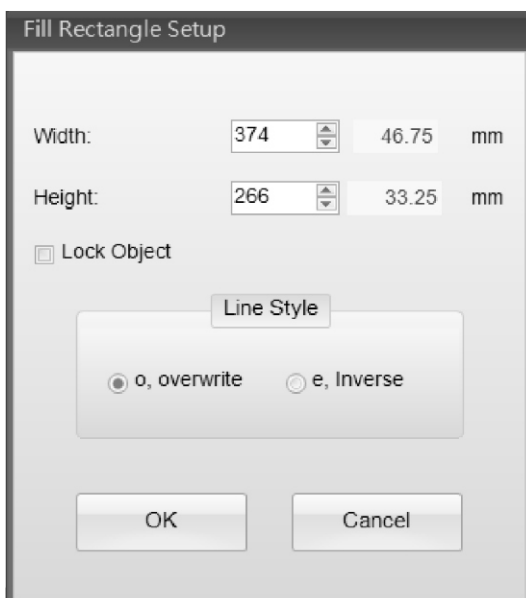 Fill Rectangle Setup
Width: 374 46.75 mm
Height: 266 33.25 mm
Lock Object
Line Style
o, overwrite e, Inverse
OK Cancel